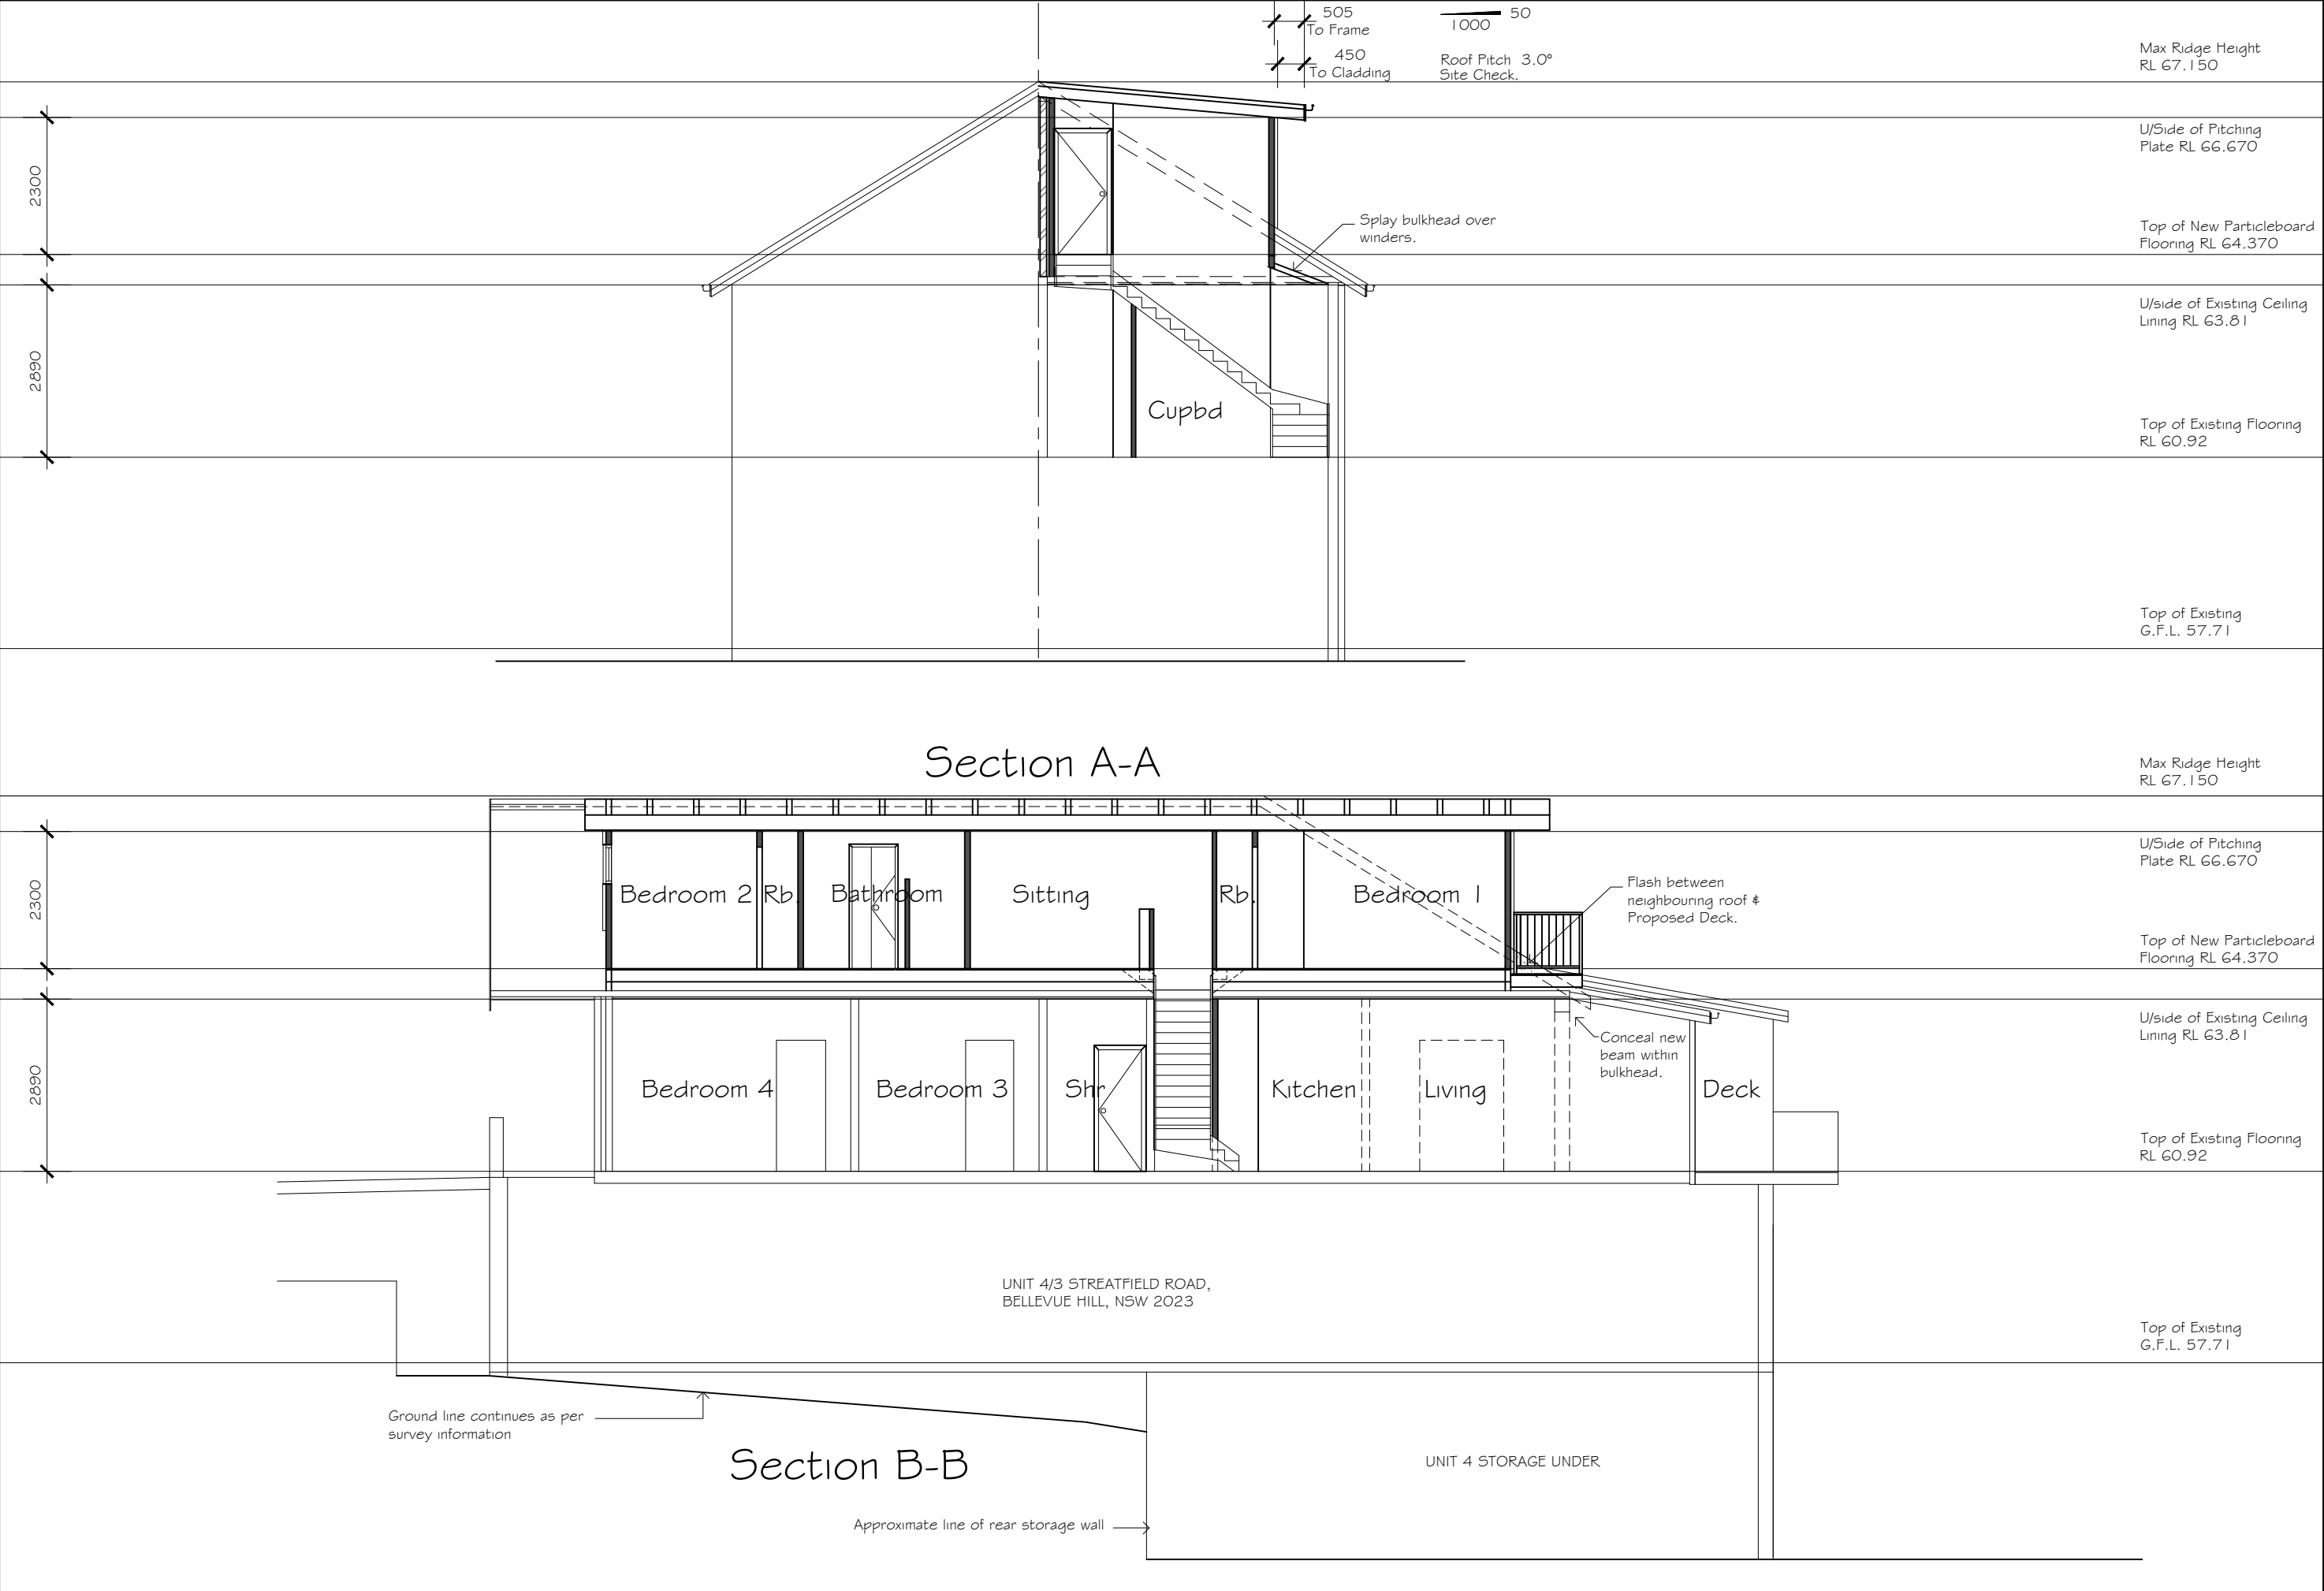 505
To Frame
50
1000
450
To Cladding
Roof Pitch 3.0°
Site Check.
Max Ridge Height
RL 67.150
U/Side of Pitching
Plate RL 66.670
2300
Splay bulkhead over
winders.
Top of New Particleboard
Flooring RL 64.370
U/side of Existing Ceiling
Lining RL 63.81
2890
Cupbd
Top of Existing Flooring
RL 60.92
Top of Existing
G.F.L. 57.71
Section A-A
Max Ridge Height
RL 67.150
U/Side of Pitching
Plate RL 66.670
2300
Bedroom 2 Rb. Bathroom Sitting Rb. Bedroom 1
Flash between
neighbouring roof &
Proposed Deck.
Top of New Particleboard
Flooring RL 64.370
U/side of Existing Ceiling
Lining RL 63.81
Conceal new
beam within
bulkhead.
2890
Bedroom 4 Bedroom 3 Shr Kitchen Living Deck
Top of Existing Flooring
RL 60.92
UNIT 4/3 STREATFIELD ROAD,
BELLEVUE HILL, NSW 2023
Top of Existing
G.F.L. 57.71
Ground line continues as per
survey information
Section B-B
UNIT 4 STORAGE UNDER
Approximate line of rear storage wall